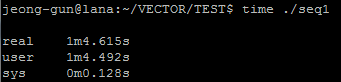 jeong-gun@lana:~/VECTOR/TEST$ time ./seq1
real 1m4.615s
user 1m4.492s
sys 0m0.128s